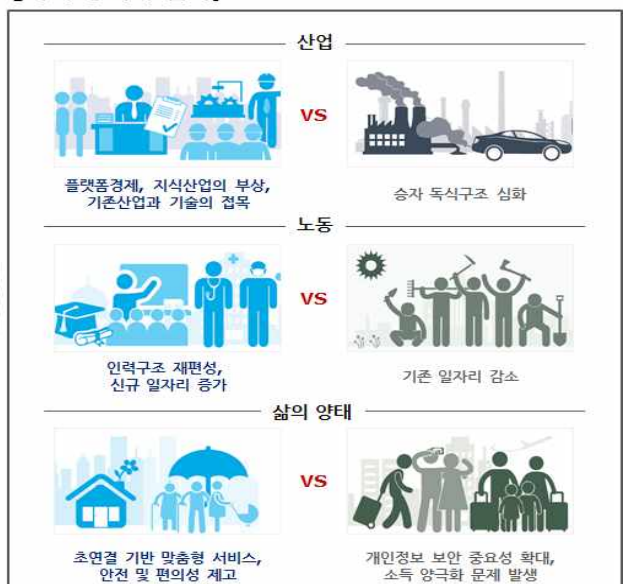 산업
VS
플랫폼경제, 지식산업의 부상,
기존산업과 기술의 접목
승자 독식구조 심화
노동
VS
인력구조 재편성,
신규 일자리 증가
기존 일자리 감소
삶의 양태
VS
초연결 기반 맞춤형 서비스,
안전 및 편의성 제고
개인정보 보안 중요성 확대,
소득 양극화 문제 발생